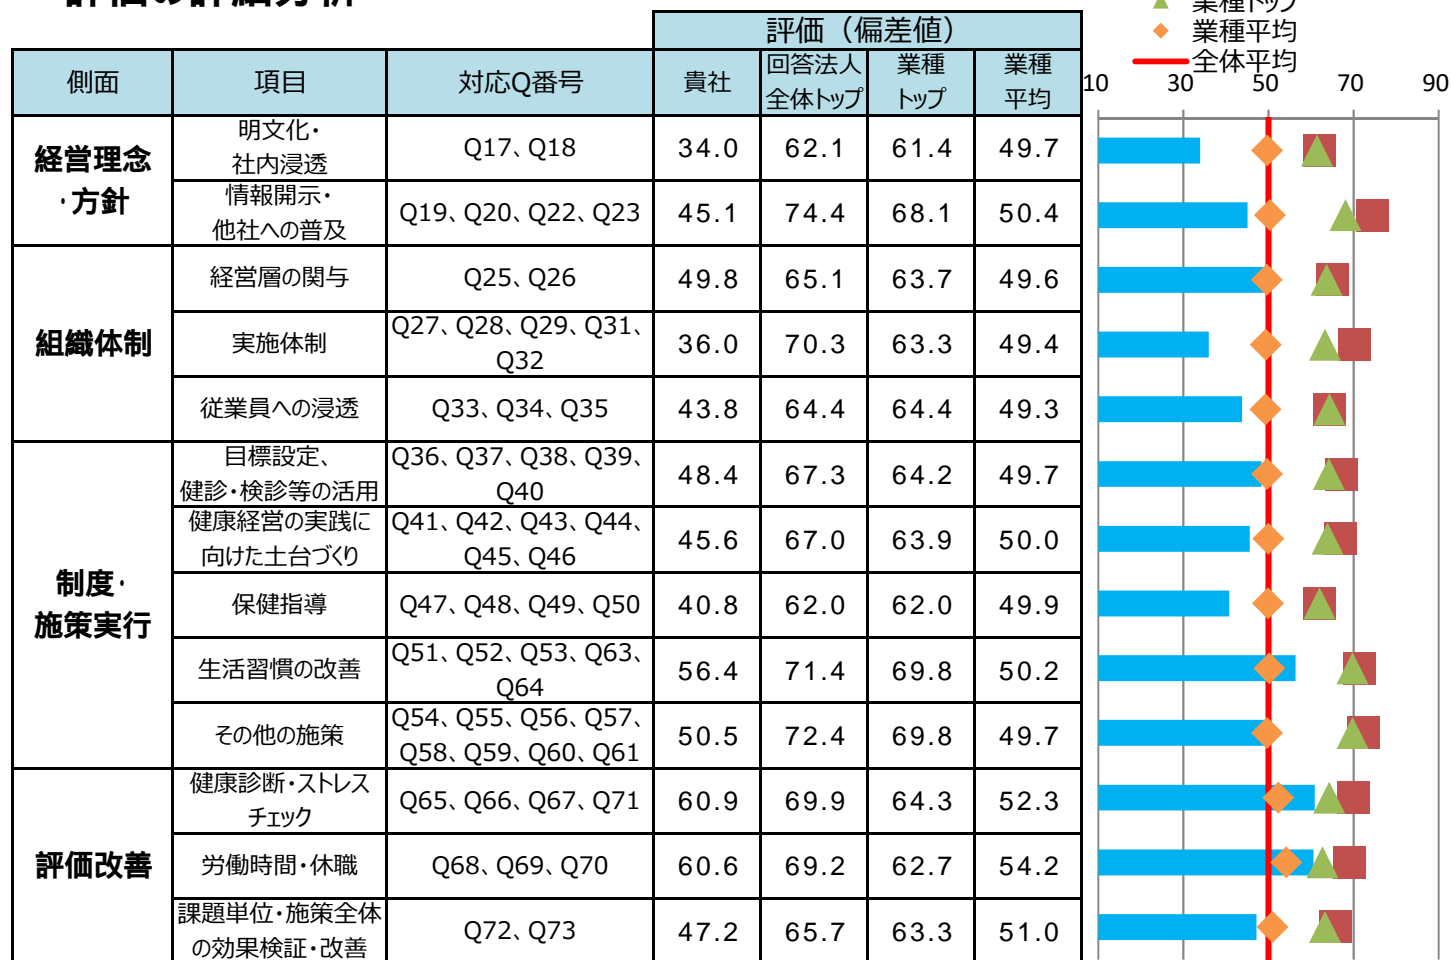 評価の詳細分析
業種トップ
業種平均
全体平均
評価（偏差値）
側面 項目 対応Q番号 貴社 回答法人全体トップ 業種トップ 業種平均
10 30 50 70 90
経営理念・方針
明文化・社内浸透 Q17、Q18 34.0 62.1 61.4 49.7
情報開示・他社への普及 Q19、Q20、Q22、Q23 45.1 74.4 68.1 50.4
組織体制
経営層の関与 Q25、Q26 49.8 65.1 63.7 49.6
実施体制 Q27、Q28、Q29、Q31、Q32 36.0 70.3 63.3 49.4
従業員への浸透 Q33、Q34、Q35 43.8 64.4 64.4 49.3
制度・施策実行
目標設定、健診・検診等の活用 Q36、Q37、Q38、Q39、Q40 48.4 67.3 64.2 49.7
健康経営の実践に向けた土台づくり Q41、Q42、Q43、Q44、Q45、Q46 45.6 67.0 63.9 50.0
保健指導 Q47、Q48、Q49、Q50 40.8 62.0 62.0 49.9
生活習慣の改善 Q51、Q52、Q53、Q63、Q64 56.4 71.4 69.8 50.2
その他の施策 Q54、Q55、Q56、Q57、Q58、Q59、Q60、Q61 50.5 72.4 69.8 49.7
評価改善
健康診断・ストレスチェック Q65、Q66、Q67、Q71 60.9 69.9 64.3 52.3
労働時間・休職 Q68、Q69、Q70 60.6 69.2 62.7 54.2
課題単位・施策全体の効果検証・改善 Q72、Q73 47.2 65.7 63.3 51.0